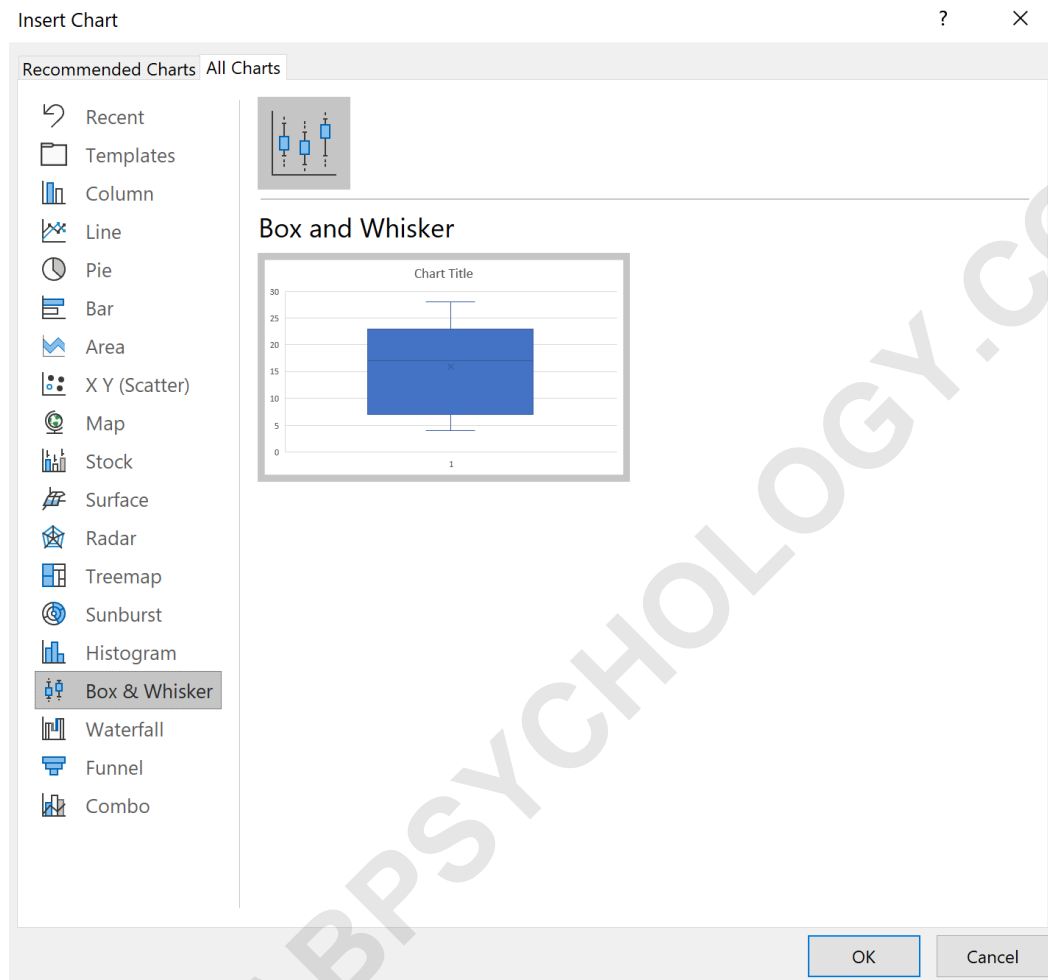 Insert Chart
?
Recommended Charts
All Charts
Recent
Templates
Column
Line
Pie
Bar
Area
X Y (Scatter)
Map
Stock
Surface
Radar
Treemap
Sunburst
Histogram
Box & Whisker
Waterfall
Funnel
Combo
Box and Whisker
Chart Title
30
25
20
15
10
5
0
1
ABPSYCHOLOGY.CO
OK
Cancel